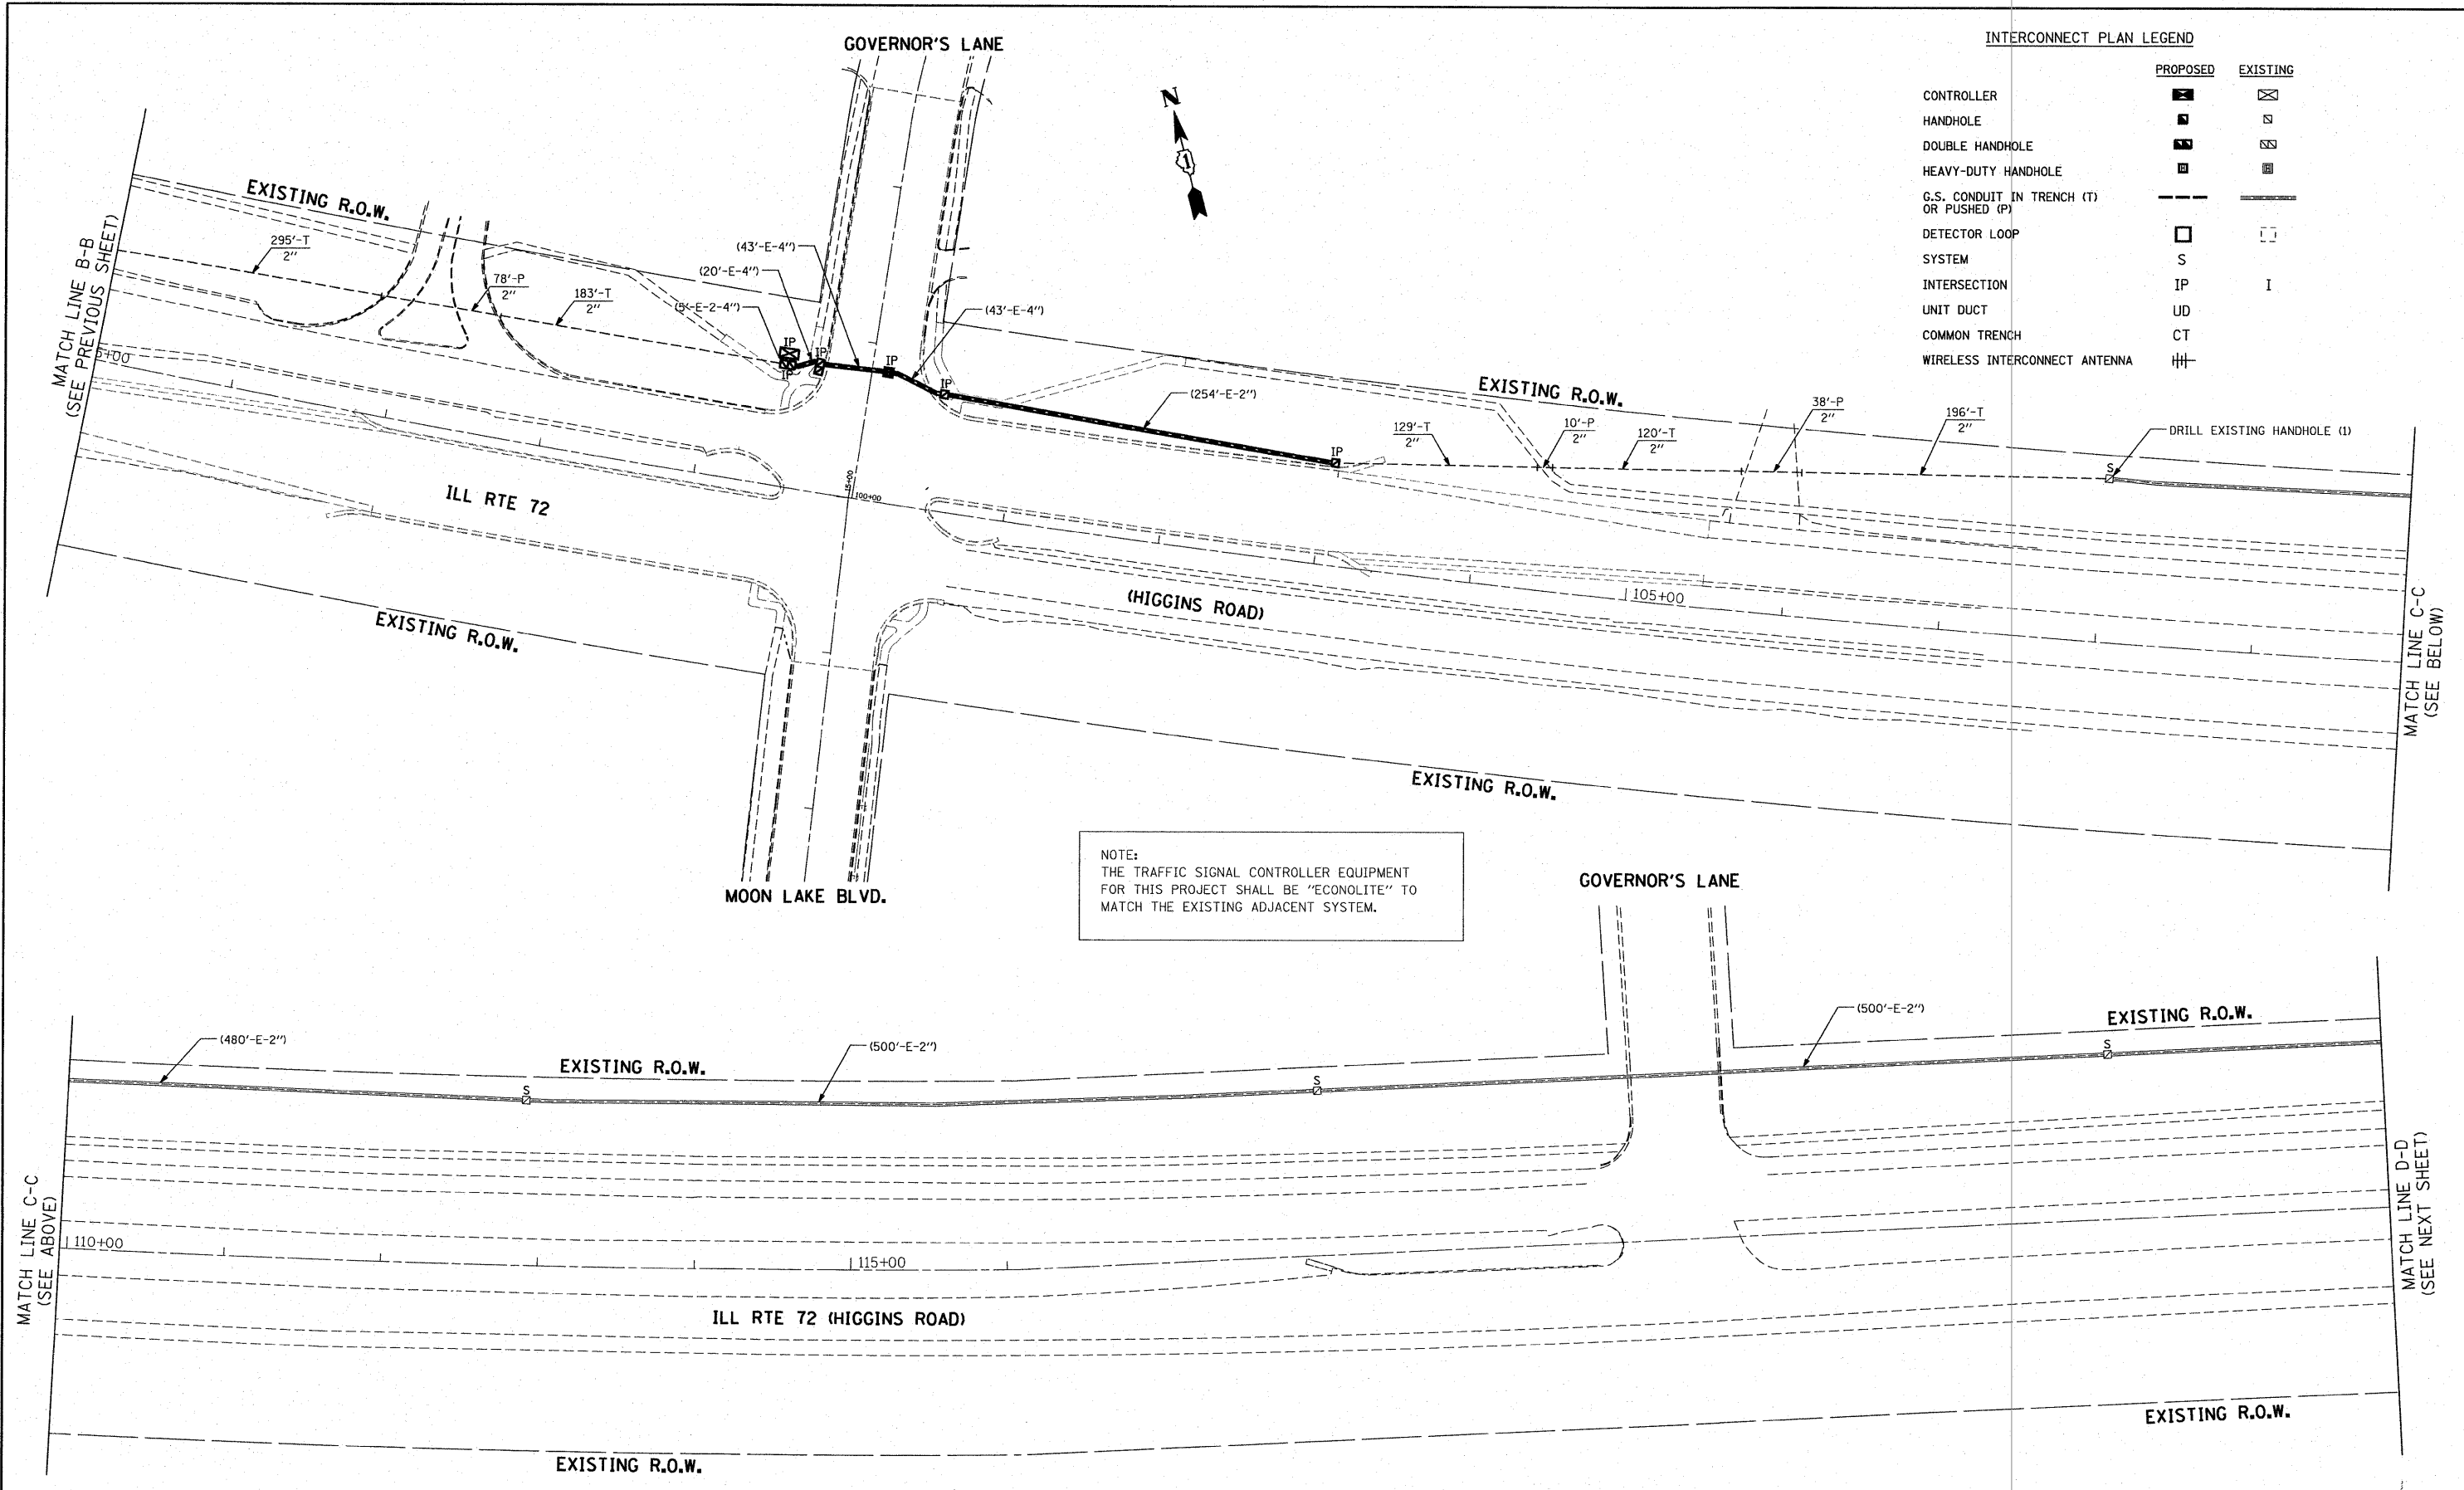 GOVERNOR'S LANE
INTERCONNECT PLAN LEGEND
PROPOSED EXISTING
CONTROLLER
HANDHOLE
DOUBLE HANDHOLE
HEAVY-DUTY HANDHOLE
G.S. CONDUIT IN TRENCH (T)
OR PUSHED (P)
DETECTOR LOOP
SYSTEM S
INTERSECTION IP I
UNIT DUCT UD
COMMON TRENCH CT
WIRELESS INTERCONNECT ANTENNA
N
1
MATCH LINE B-B
(SEE PREVIOUS SHEET)
EXISTING R.O.W.
295'-T
2"
78'-P
2"
183'-T
2"
(43'-E-4")
(20'-E-4")
(5'-E-2-4")
(43'-E-4")
IP
IP
IP
IP
IP
(254'-E-2")
IP
EXISTING R.O.W.
129'-T
2"
10'-P
2"
120'-T
2"
38'-P
2"
196'-T
2"
DRILL EXISTING HANDHOLE (1)
S
5+00
ILL RTE 72
15+00
100+00
(HIGGINS ROAD)
105+00
EXISTING R.O.W.
EXISTING R.O.W.
MATCH LINE C-C
(SEE BELOW)
MOON LAKE BLVD.
NOTE:
THE TRAFFIC SIGNAL CONTROLLER EQUIPMENT
FOR THIS PROJECT SHALL BE "ECONOLITE" TO
MATCH THE EXISTING ADJACENT SYSTEM.
GOVERNOR'S LANE
(480'-E-2")
EXISTING R.O.W.
(500'-E-2")
(500'-E-2")
EXISTING R.O.W.
S
S
S
MATCH LINE C-C
(SEE ABOVE)
110+00
115+00
ILL RTE 72 (HIGGINS ROAD)
MATCH LINE D-D
(SEE NEXT SHEET)
EXISTING R.O.W.
EXISTING R.O.W.